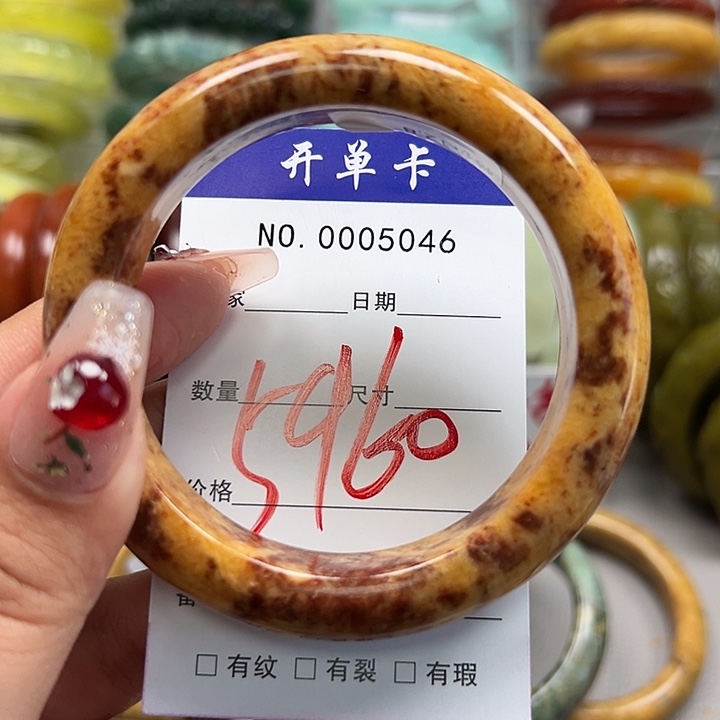 开单卡
NO. 0005046
家 日期
数量 尺寸
5960
价格
□ 有纹 □ 有裂 □ 有瑕